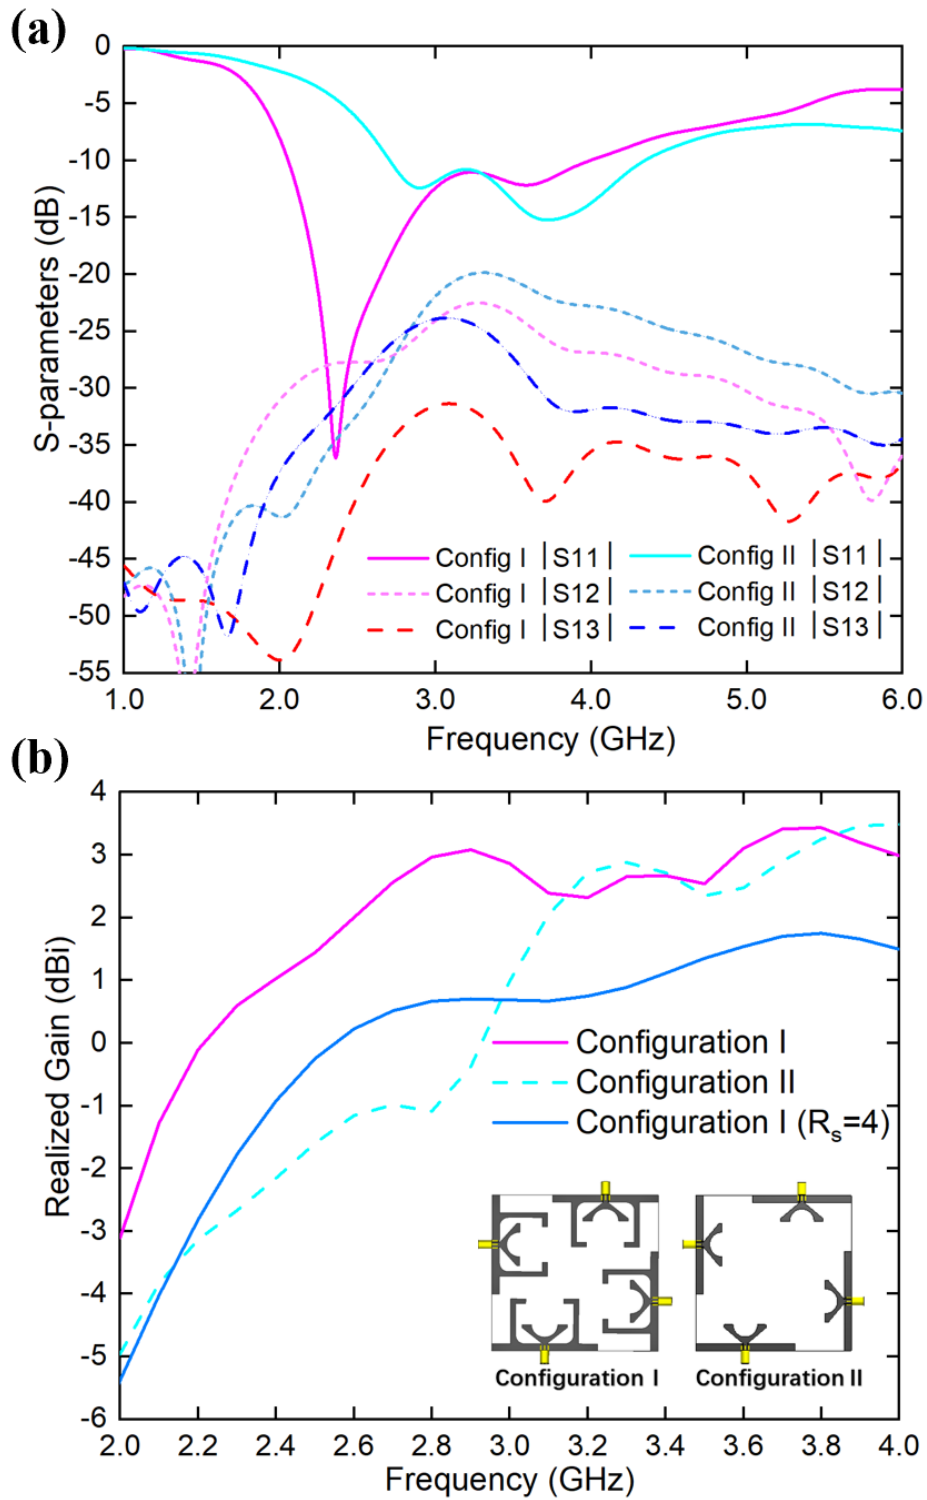 (a)
0
-5
-10
-15
-20
-25
-30
-35
-40
-45
-50
-55
S-parameters (dB)
Config I |S11|
Config II |S11|
Config I |S12|
Config II |S12|
Config I |S13|
Config II |S13|
1.0 2.0 3.0 4.0 5.0 6.0
Frequency (GHz)
(b)
4
3
2
1
0
-1
-2
-3
-4
-5
-6
Realized Gain (dBi)
Configuration I
Configuration II
Configuration I (Rs=4)
Configuration I
Configuration II
2.0 2.2 2.4 2.6 2.8 3.0 3.2 3.4 3.6 3.8 4.0
Frequency (GHz)